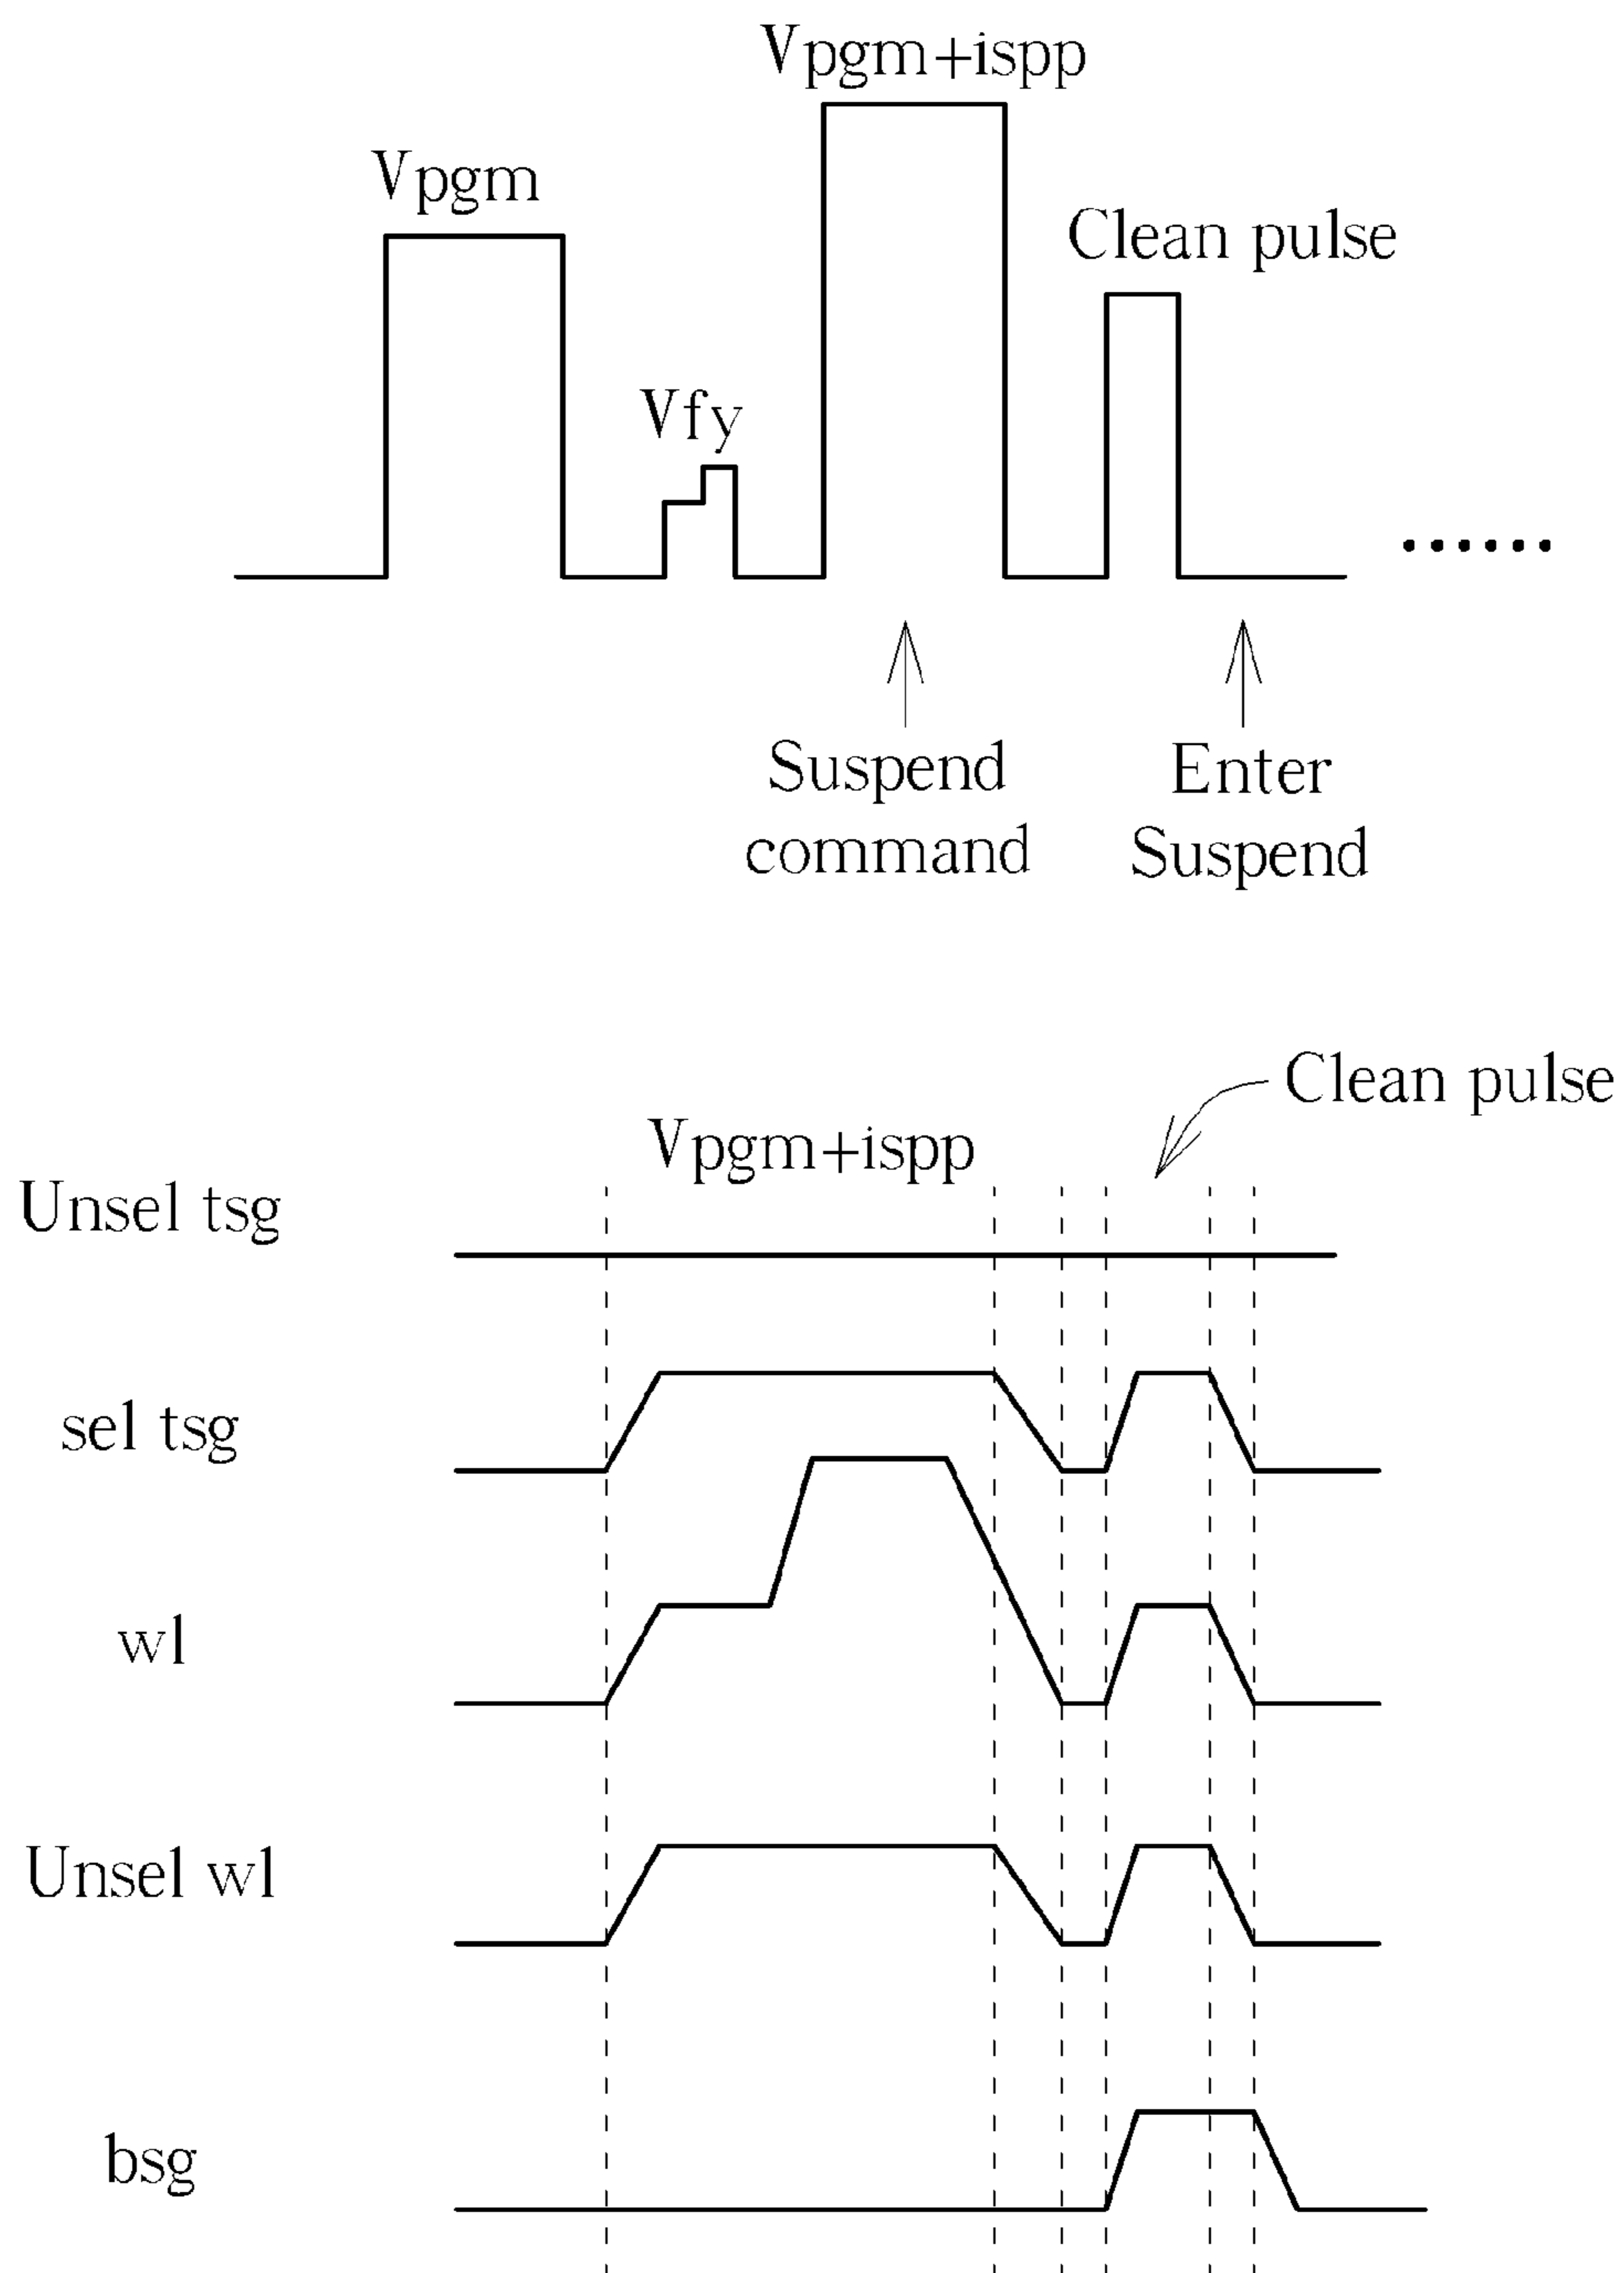 Vpgm+ispp
Vpgm
Clean pulse
Vfy
......
Suspend
command
Enter
Suspend
Clean pulse
Vpgm+ispp
Unsel tsg
sel tsg
wl
Unsel wl
bsg